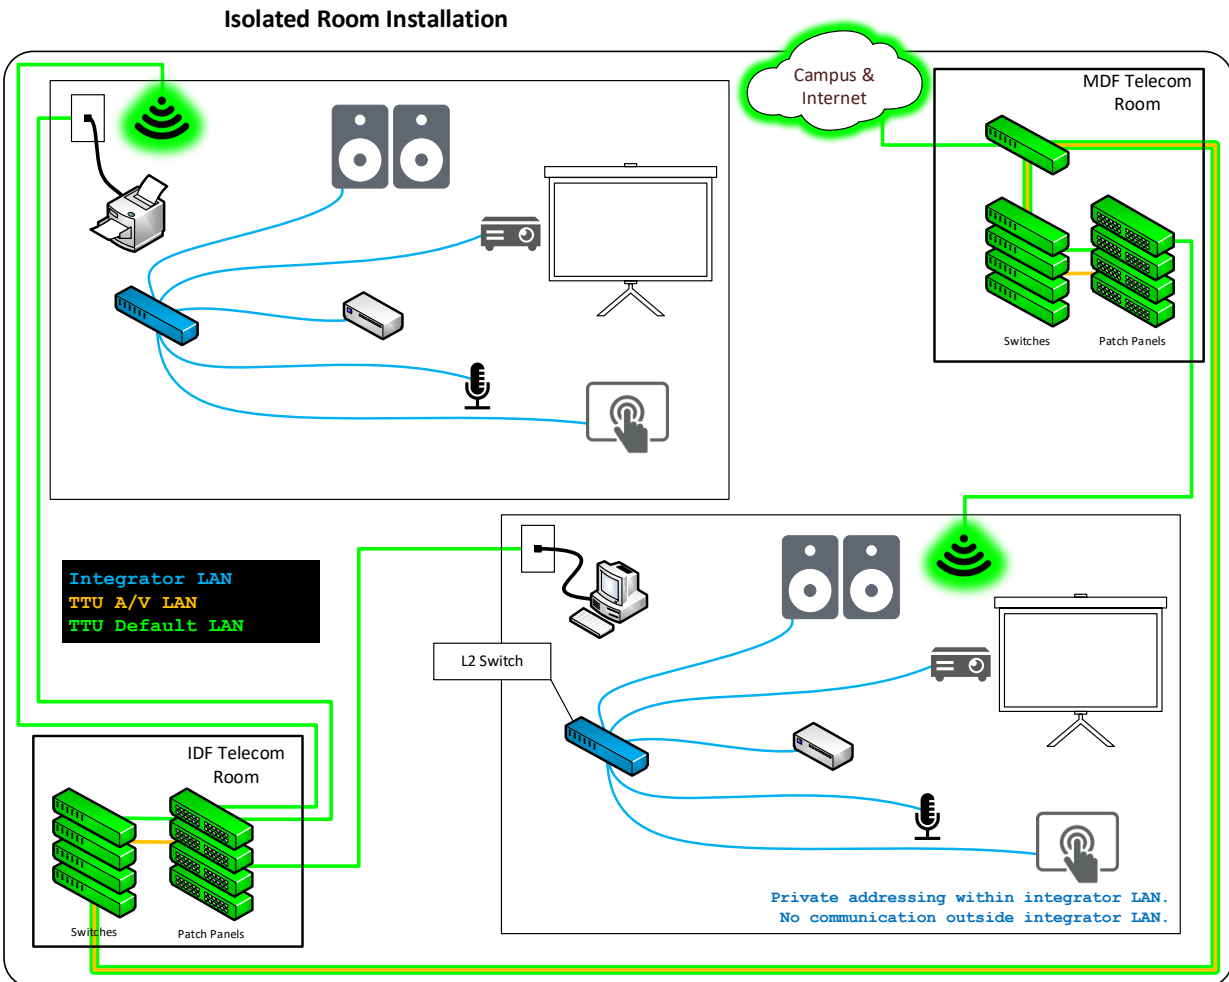 Isolated Room Installation
Campus &
Internet
MDF Telecom
Room
Switches
Patch Panels
Integrator LAN
TTU A/V LAN
TTU Default LAN
L2 Switch
IDF Telecom
Room
Switches
Patch Panels
Private addressing within integrator LAN.
No communication outside integrator LAN.